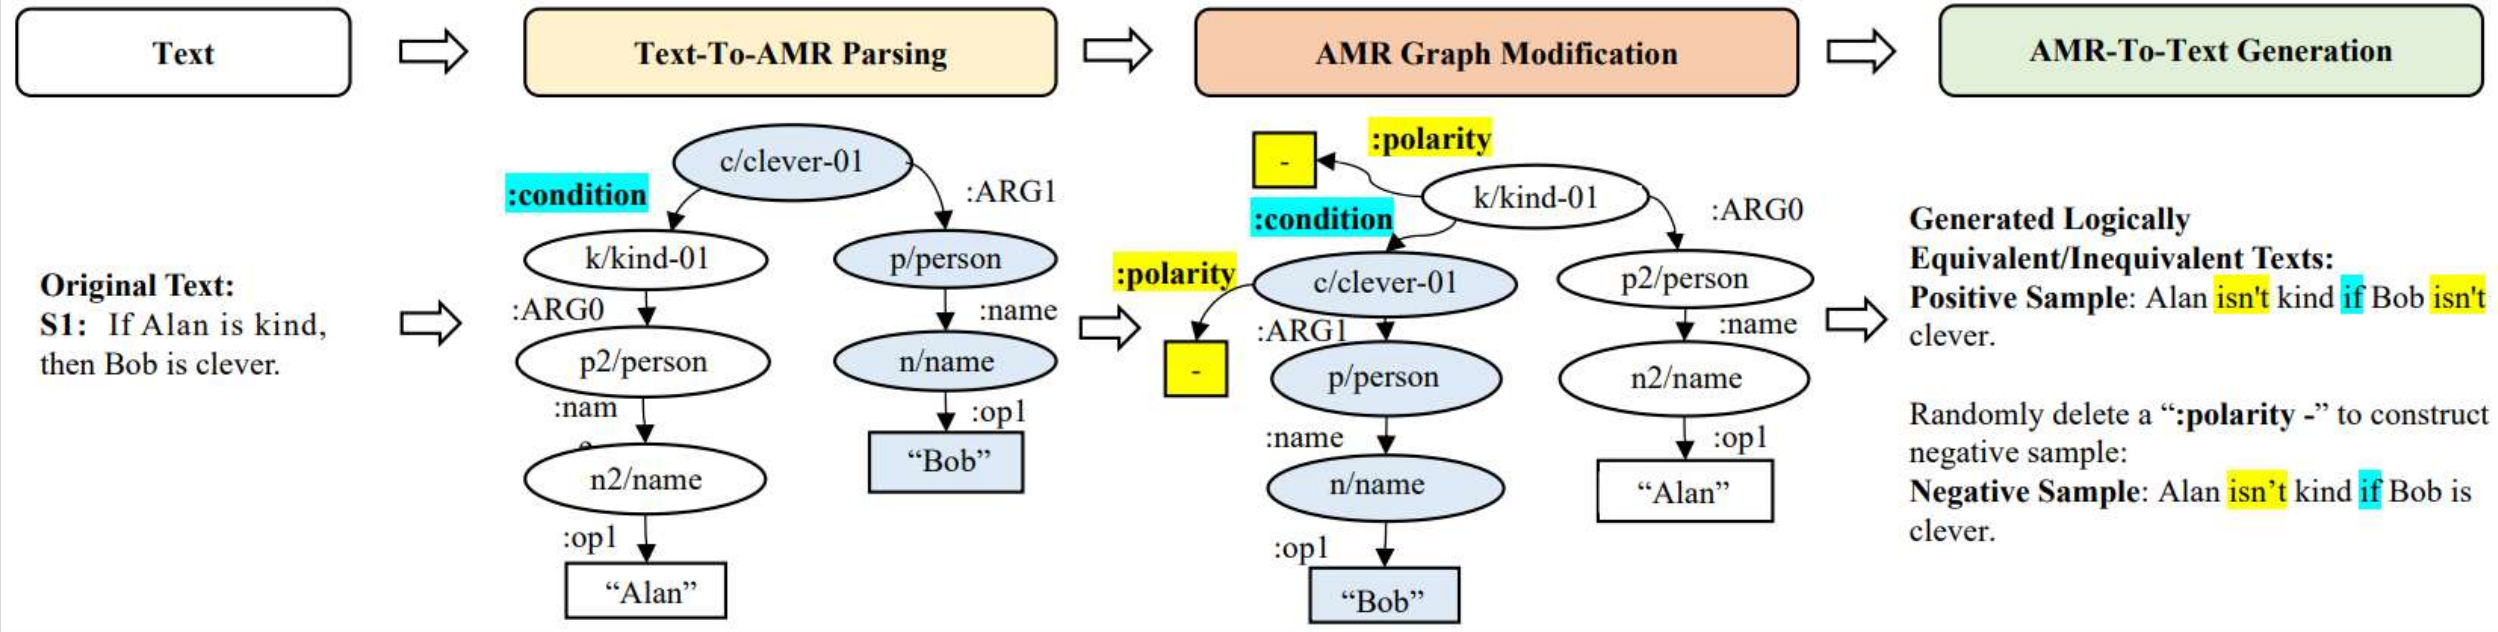 Text
Text-To-AMR Parsing
AMR Graph Modification
AMR-To-Text Generation
Original Text:
S1: If Alan is kind,
then Bob is clever.
c/clever-01
:condition
:ARG1
k/kind-01
p/person
:ARG0
:name
p2/person
n/name
:nam
e
:op1
n2/name
“Bob”
:op1
“Alan”
:polarity
-
k/kind-01
:condition
:ARG0
:polarity
c/clever-01
p2/person
:ARG1
:name
-
p/person
n2/name
:name
:op1
n/name
“Alan”
:op1
“Bob”
Generated Logically
Equivalent/Inequivalent Texts:
Positive Sample: Alan isn't kind if Bob isn't
clever.
Randomly delete a “:polarity -” to construct
negative sample:
Negative Sample: Alan isn’t kind if Bob is
clever.